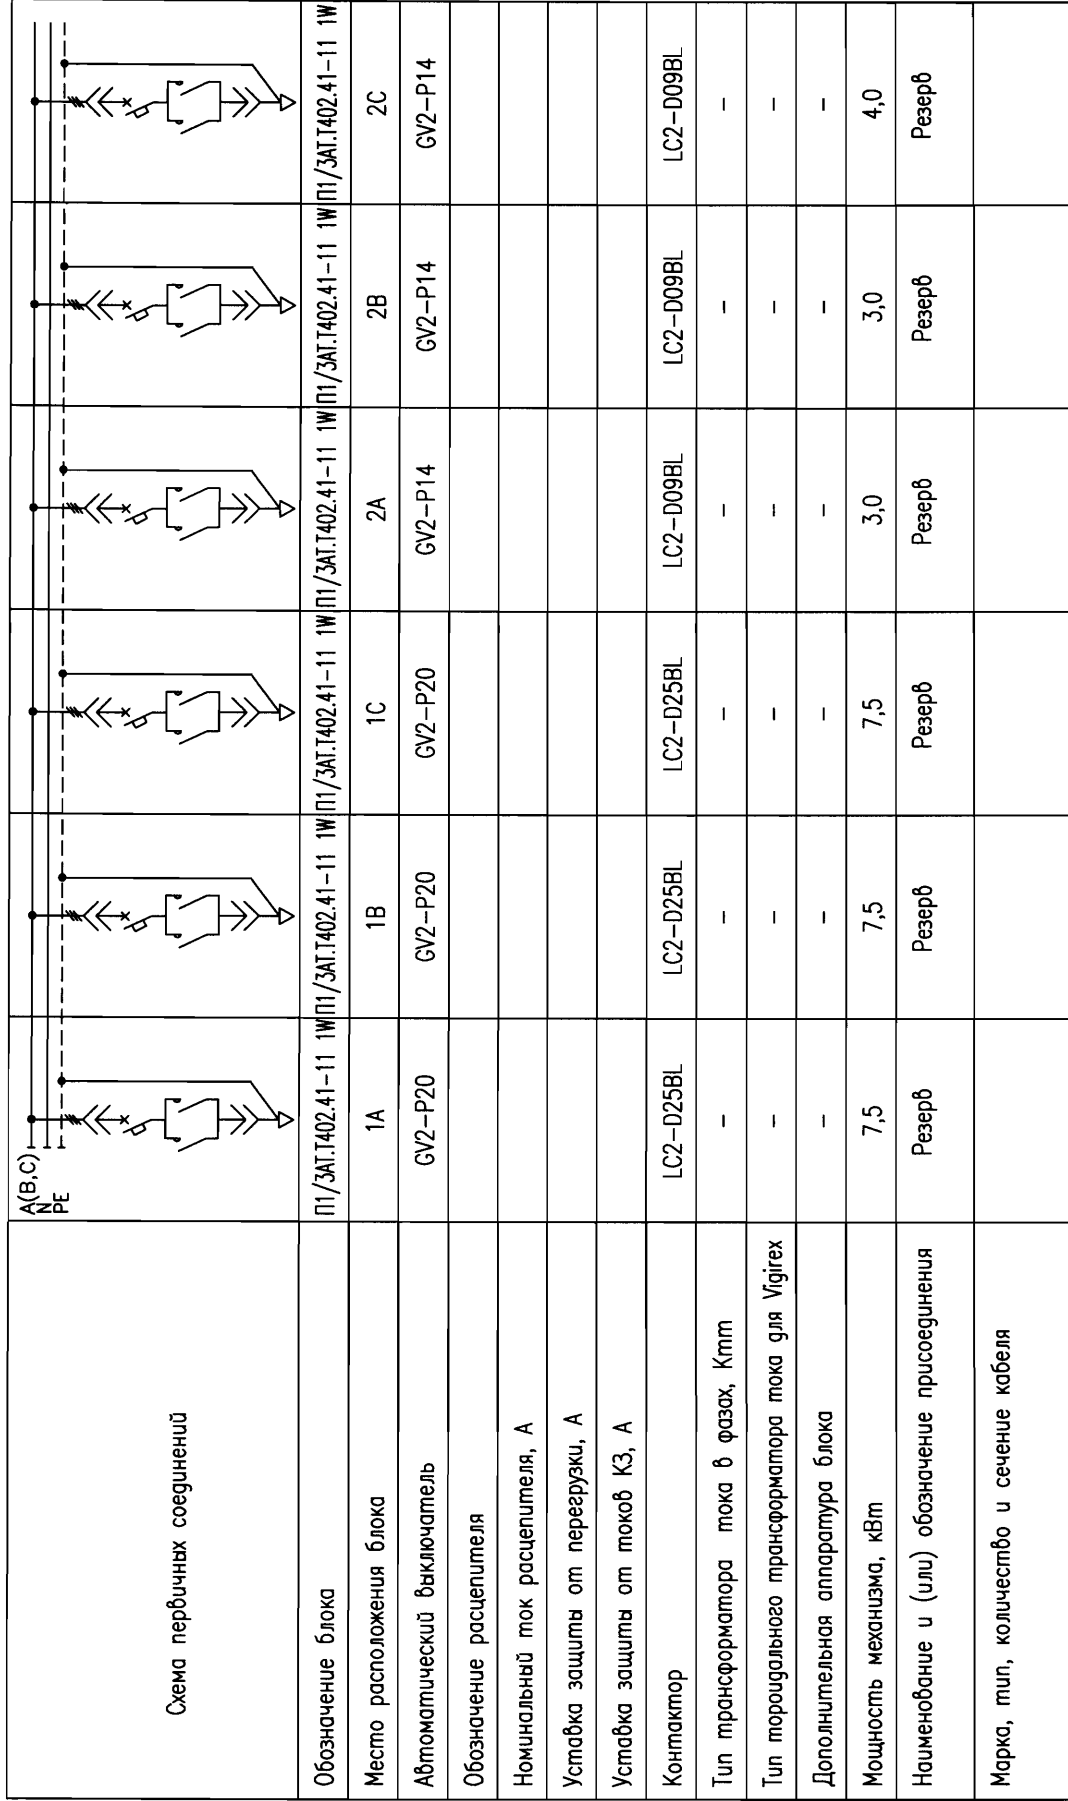 Схема первичных соединений
A(B,C)
N
PE
Обозначение блока П1/ЗАТ.Т402.41-11 1W П1/ЗАТ.Т402.41-11 1W П1/ЗАТ.Т402.41-11 1W П1/ЗАТ.Т402.41-11 1W П1/ЗАТ.Т402.41-11 1W П1/ЗАТ.Т402.41-11 1W
Место расположения блока 1A 1B 1C 2A 2B 2C
Автоматический выключатель GV2-P20 GV2-P20 GV2-P20 GV2-P14 GV2-P14 GV2-P14
Обозначение расцепителя
Номинальный ток расцепителя, А
Уставка защиты от перегрузки, А
Уставка защиты от токов КЗ, А
Контактор LC2-D25BL LC2-D25BL LC2-D25BL LC2-D09BL LC2-D09BL LC2-D09BL
Тип трансформатора тока в фазах, Ктт - - - - - -
Тип тороидального трансформатора тока для Vigirex - - - - - -
Дополнительная аппаратура блока - - - - - -
Мощность механизма, кВт 7,5 7,5 7,5 3,0 3,0 4,0
Наименование и (или) обозначение присоединения Резерв Резерв Резерв Резерв Резерв Резерв
Марка, тип, количество и сечение кабеля